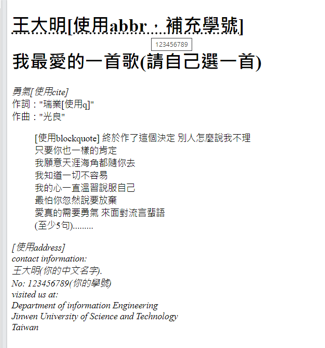 王大明[使用abbr，補充學號]
123456789
我最愛的一首歌(請自己選一首)
勇氣[使用cite]
作詞："瑞業[使用q]"
作曲："光良"
[使用blockquote] 終於作了這個決定 別人怎麼說我不理
只要你也一樣的肯定
我願意天涯海角都隨你去
我知道一切不容易
我的心一直溫習說服自己
最怕你忽然說要放棄
愛真的需要勇氣 來面對流言蜚語
(至少5句).........
[使用address]
contact information:
王大明(你的中文名字).
No: 123456789(你的學號)
visited us at:
Department of information Engineering
Jinwen University of Science and Technology
Taiwan